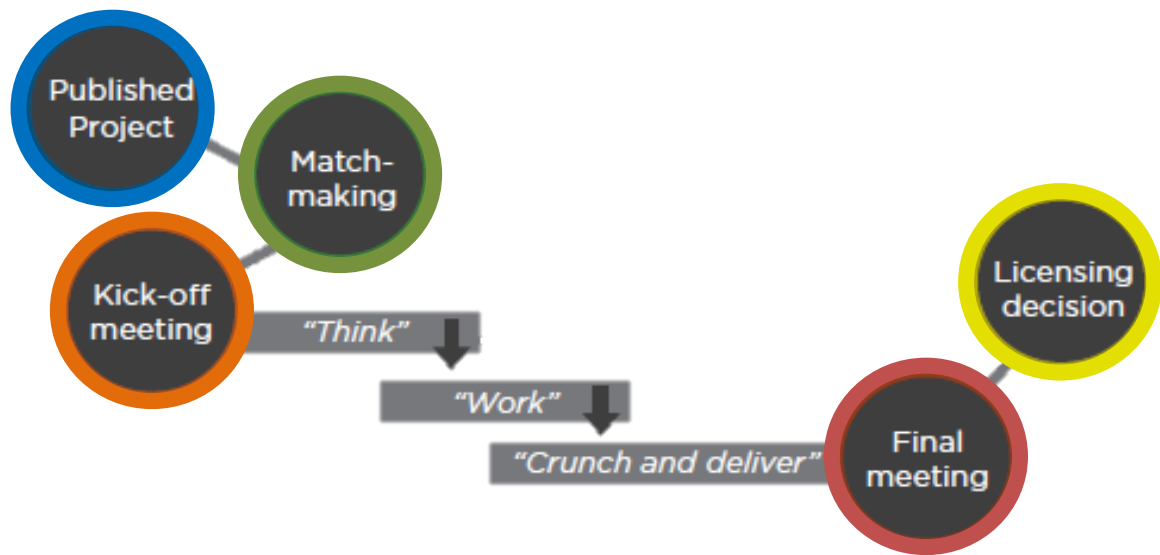 Published
Project
Match-
making
Kick-off
meeting
“Think”
“Work”
“Crunch and deliver”
Final
meeting
Licensing
decision